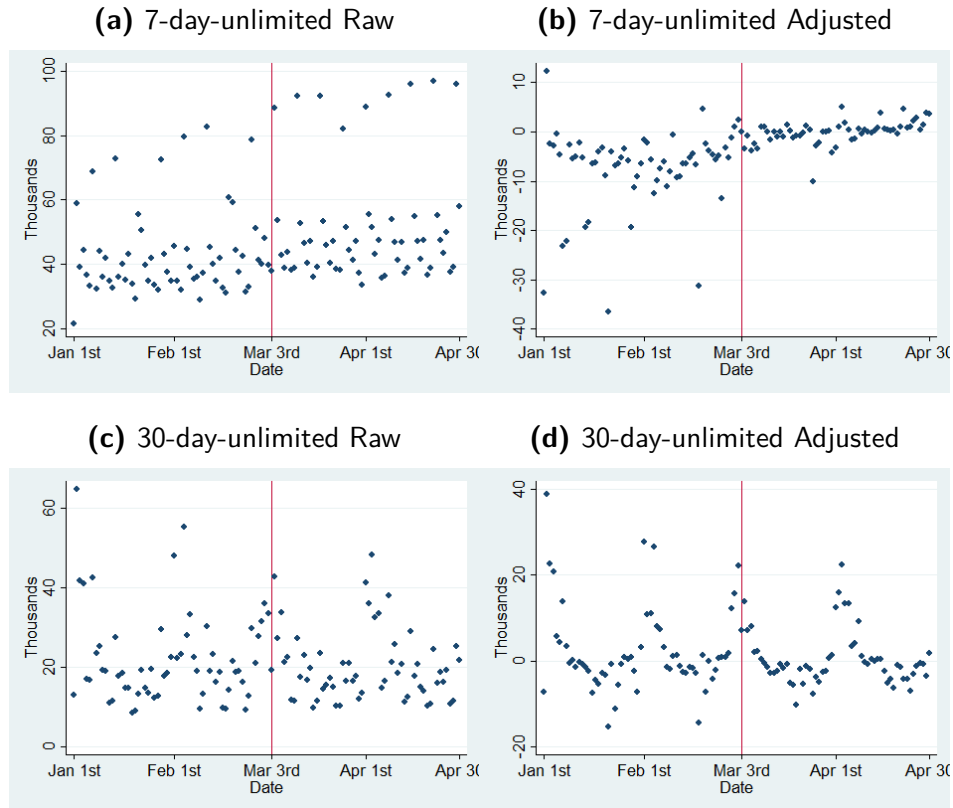 (a) 7-day-unlimited Raw
100
80
60
40
20
Thousands
Jan 1st
Feb 1st
Mar 3rd
Apr 1st
Apr 30
Date
(b) 7-day-unlimited Adjusted
10
0
-10
-20
-30
-40
Thousands
Jan 1st
Feb 1st
Mar 3rd
Apr 1st
Apr 30
Date
(c) 30-day-unlimited Raw
60
40
20
0
Thousands
Jan 1st
Feb 1st
Mar 3rd
Apr 1st
Apr 30
Date
(d) 30-day-unlimited Adjusted
40
20
0
-20
Thousands
Jan 1st
Feb 1st
Mar 3rd
Apr 1st
Apr 30
Date